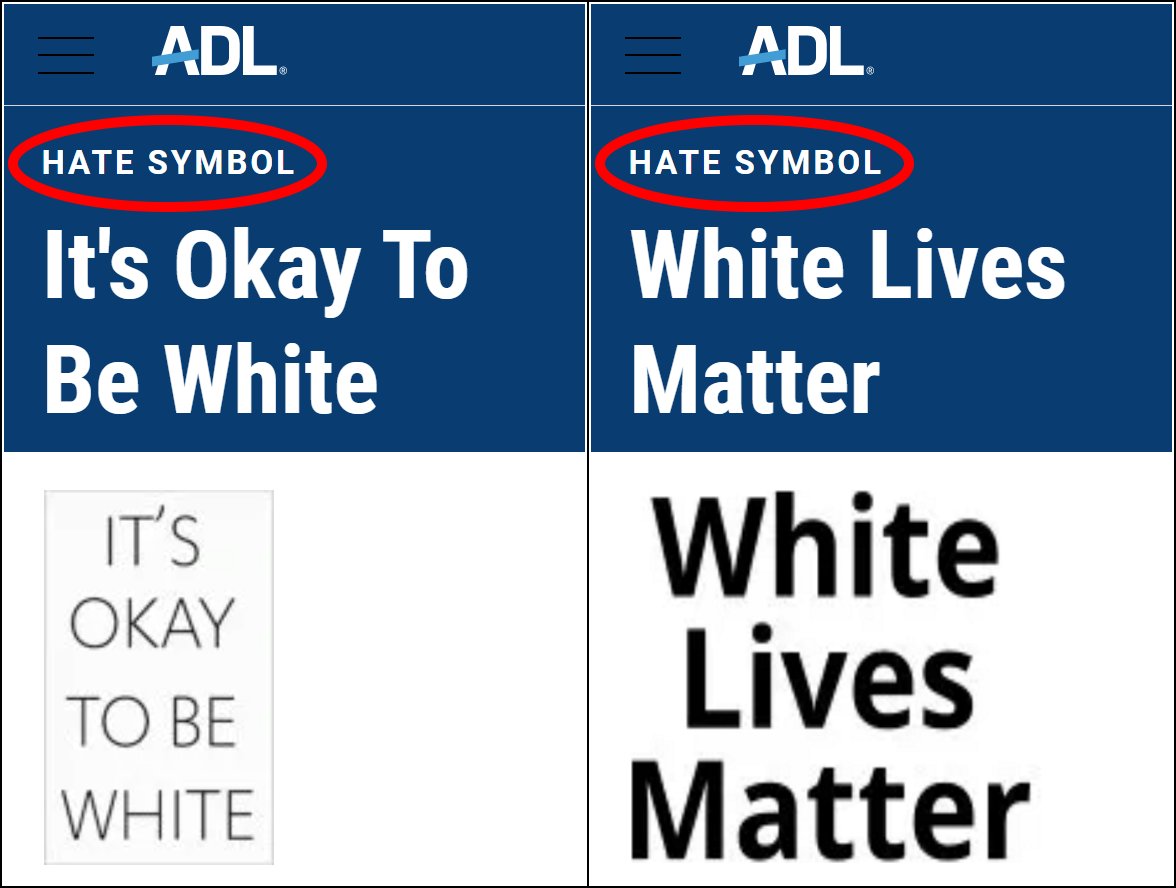 ADL®
HATE SYMBOL
It's Okay To
Be White
IT'S
OKAY
TO BE
WHITE
ADL®
HATE SYMBOL
White Lives
Matter
White
Lives
Matter